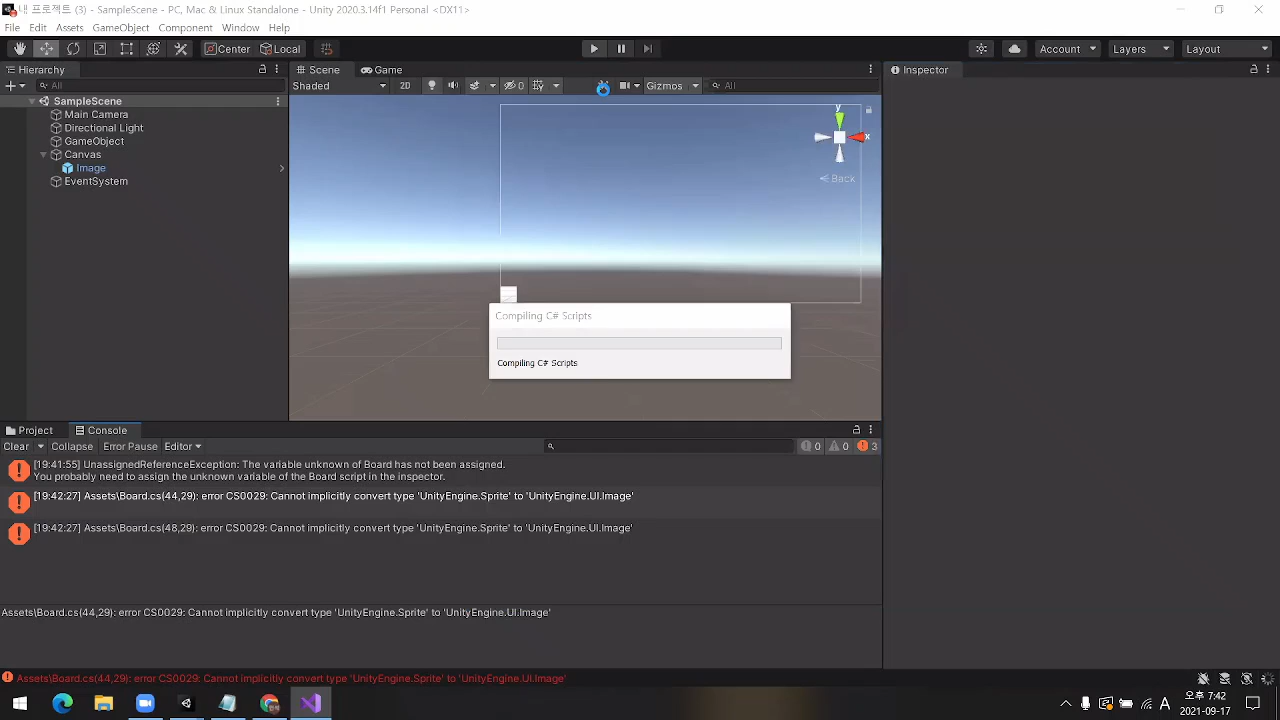 내 프로젝트 (3) - SampleScene - PC, Mac & Linux Standalone - Unity 2020.3.14f1 Personal <DX11>
File Edit Assets GameObject Component Window Help
Center Local Account Layers Layout
Hierarchy Scene Game Inspector
All Shaded 2D 0 Gizmos All
SampleScene
Main Camera
Directional Light
GameObject
Canvas
Image
EventSystem
y
x
Back
Compiling C# Scripts
Compiling C# Scripts
Project Console
Clear Collapse Error Pause Editor 0 0 3
[19:41:55] UnassignedReferenceException: The variable unknown of Board has not been assigned.
You probably need to assign the unknown variable of the Board script in the inspector.
[19:42:27] Assets\Board.cs(44,29): error CS0029: Cannot implicitly convert type 'UnityEngine.Sprite' to 'UnityEngine.UI.Image'
[19:42:27] Assets\Board.cs(48,29): error CS0029: Cannot implicitly convert type 'UnityEngine.Sprite' to 'UnityEngine.UI.Image'
Assets\Board.cs(44,29): error CS0029: Cannot implicitly convert type 'UnityEngine.Sprite' to 'UnityEngine.UI.Image'
Assets\Board.cs(44,29): error CS0029: Cannot implicitly convert type 'UnityEngine.Sprite' to 'UnityEngine.UI.Image'
A 오후 7:42
2021-09-17